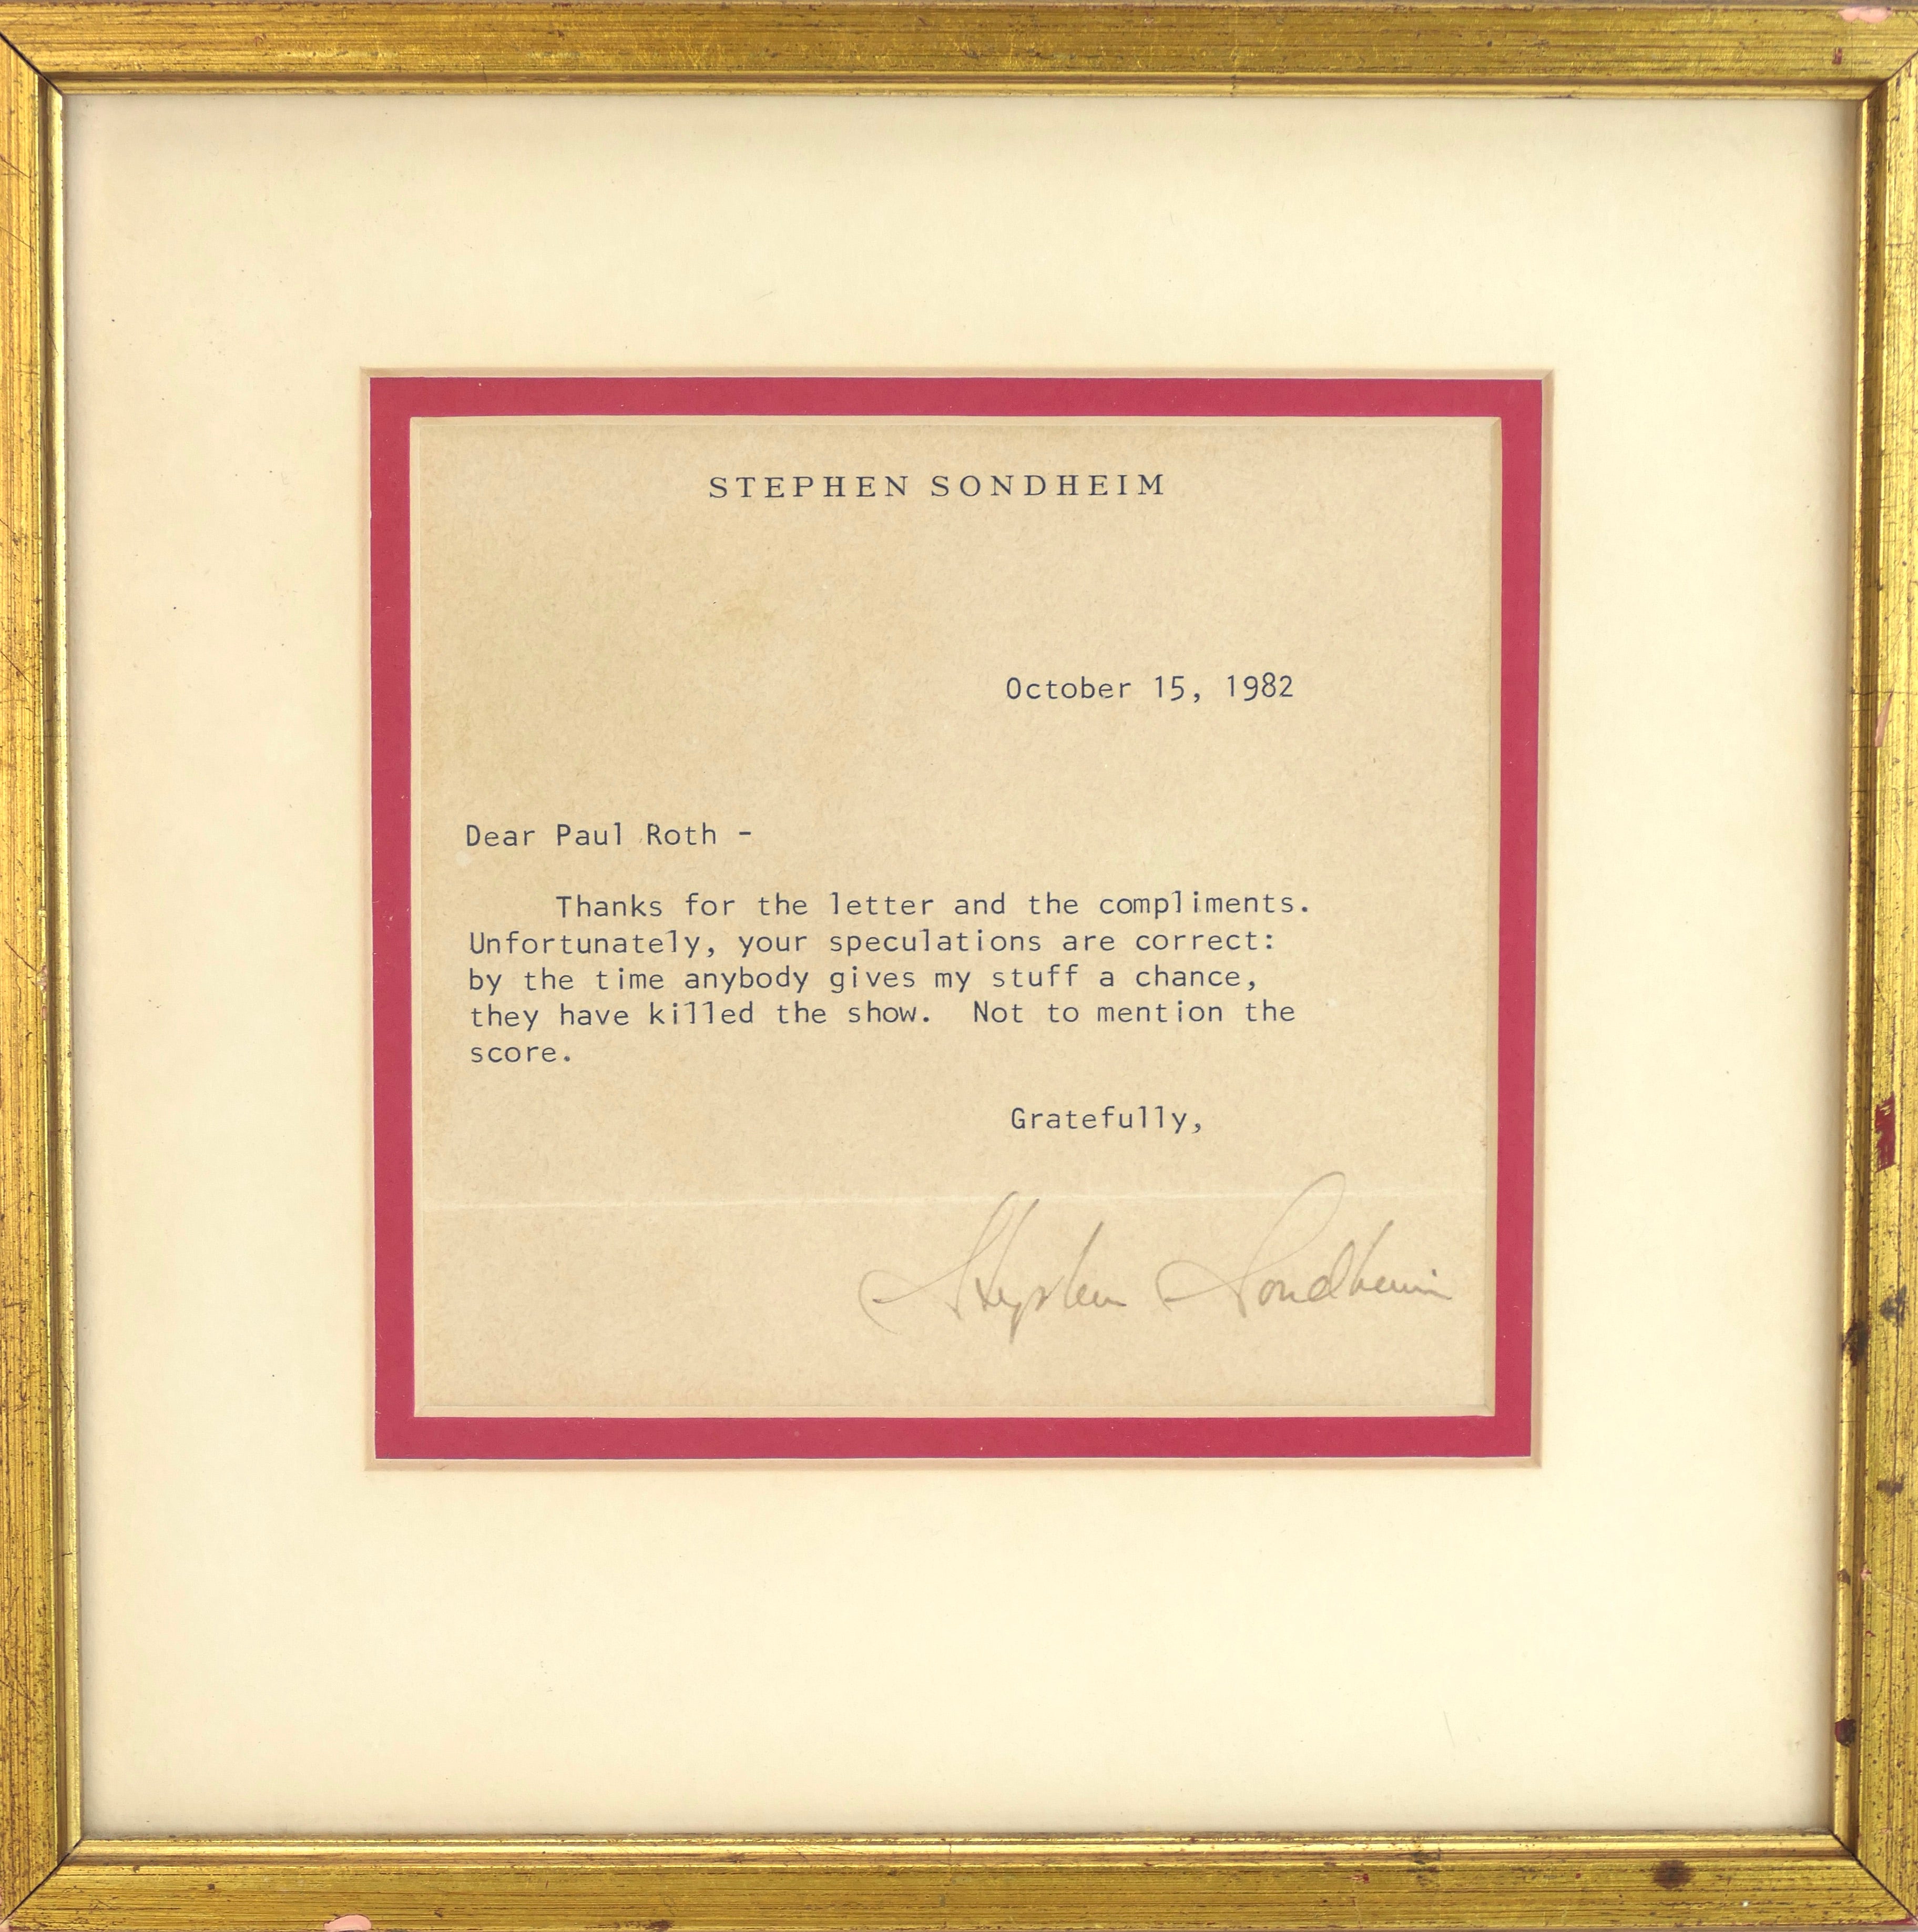 STEPHEN SONDHEIM
October 15, 1982
Dear Paul Roth -
Thanks for the letter and the compliments.
Unfortunately, your speculations are correct:
by the time anybody gives my stuff a chance,
they have killed the show.  Not to mention the
score.
Gratefully,
Stephen Sondheim